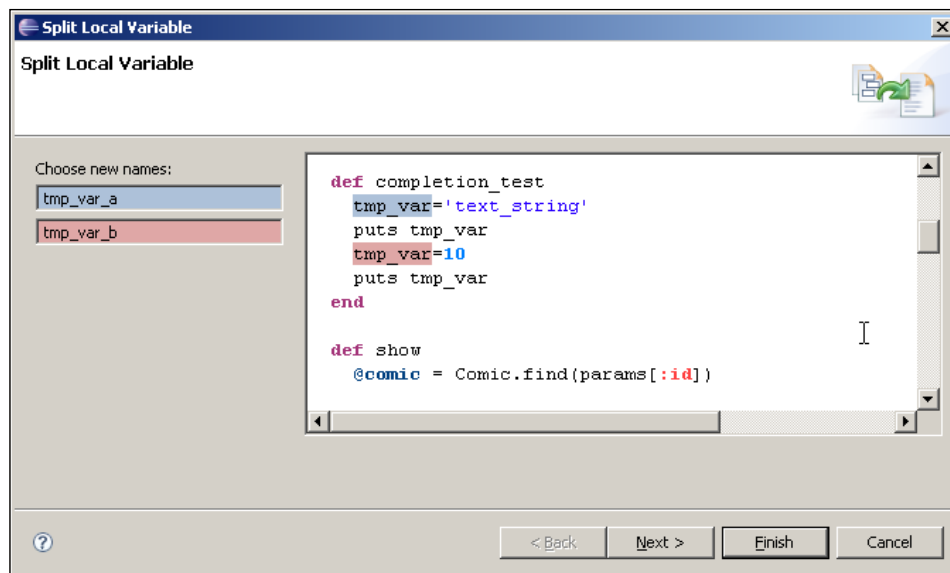 Split Local Variable
Split Local Variable
Choose new names:
tmp_var_a
tmp_var_b
def completion_test
tmp_var='text_string'
puts tmp_var
tmp_var=10
puts tmp_var
end
def show
@comic = Comic.find(params[:id])
?
< Back
Next >
Finish
Cancel